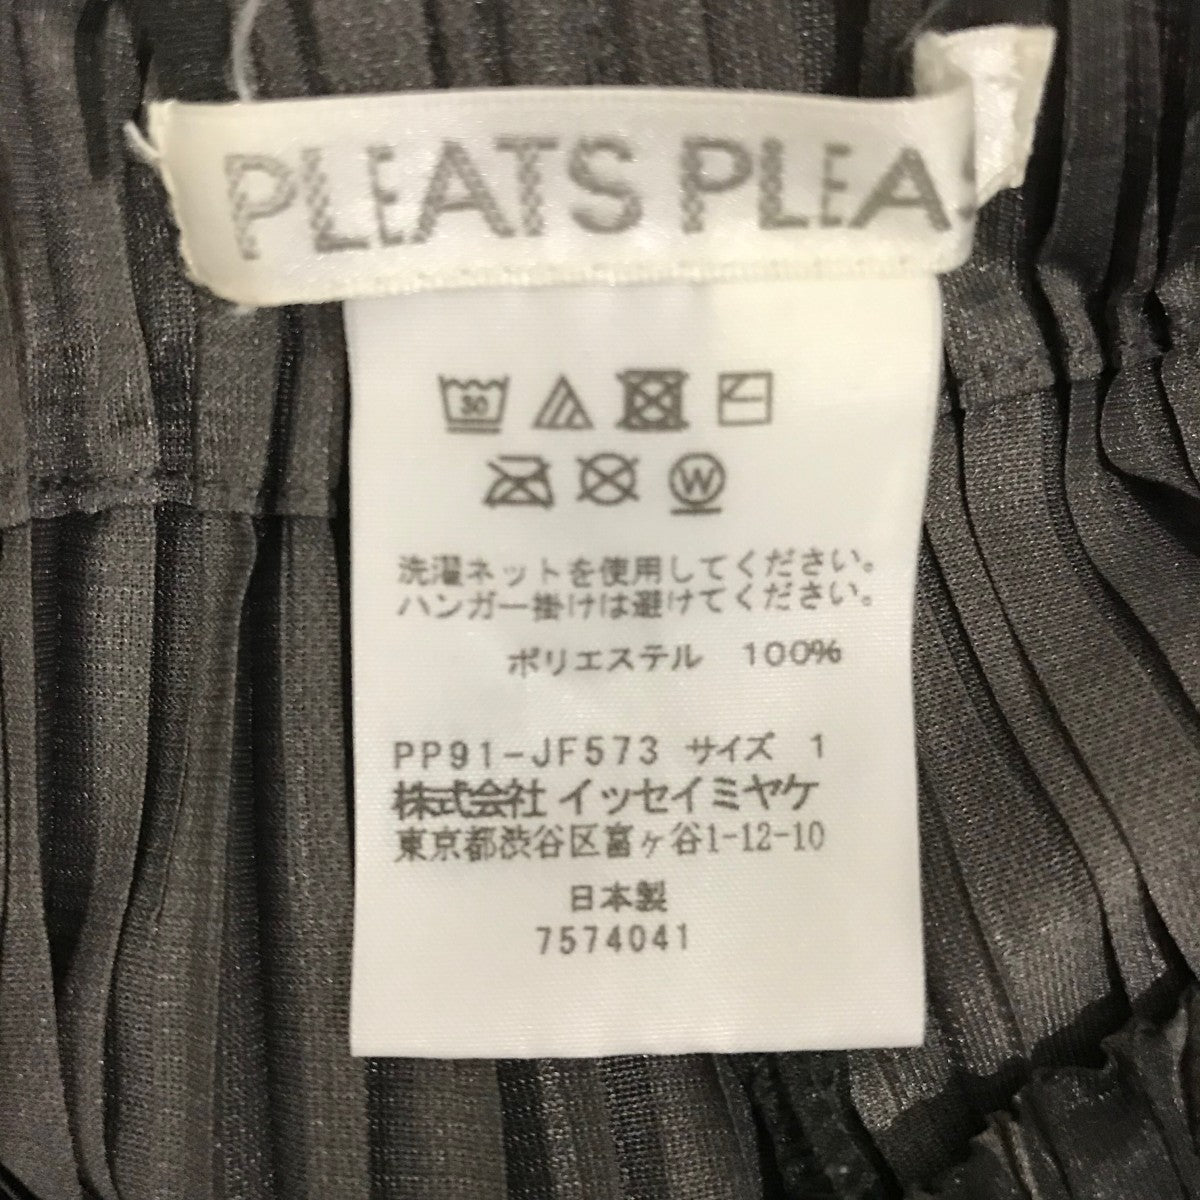 PLEATS PLEAS
30
W
洗濯ネットを使用してください。
ハンガー掛けは避けてください。
ポリエステル 100%
PP91-JF573 サイズ 1
株式会社 イッセイミヤケ
東京都渋谷区富ヶ谷1-12-10
日本製
7574041